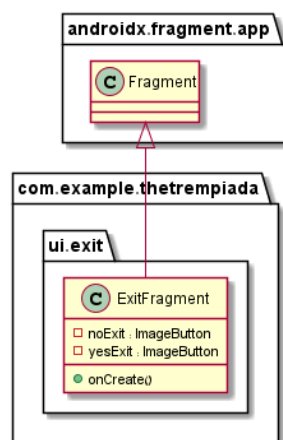 androidx.fragment.app
C Fragment
com.example.thetrempiada
ui.exit
C ExitFragment
noExit : ImageButton
yesExit : ImageButton
onCreate()